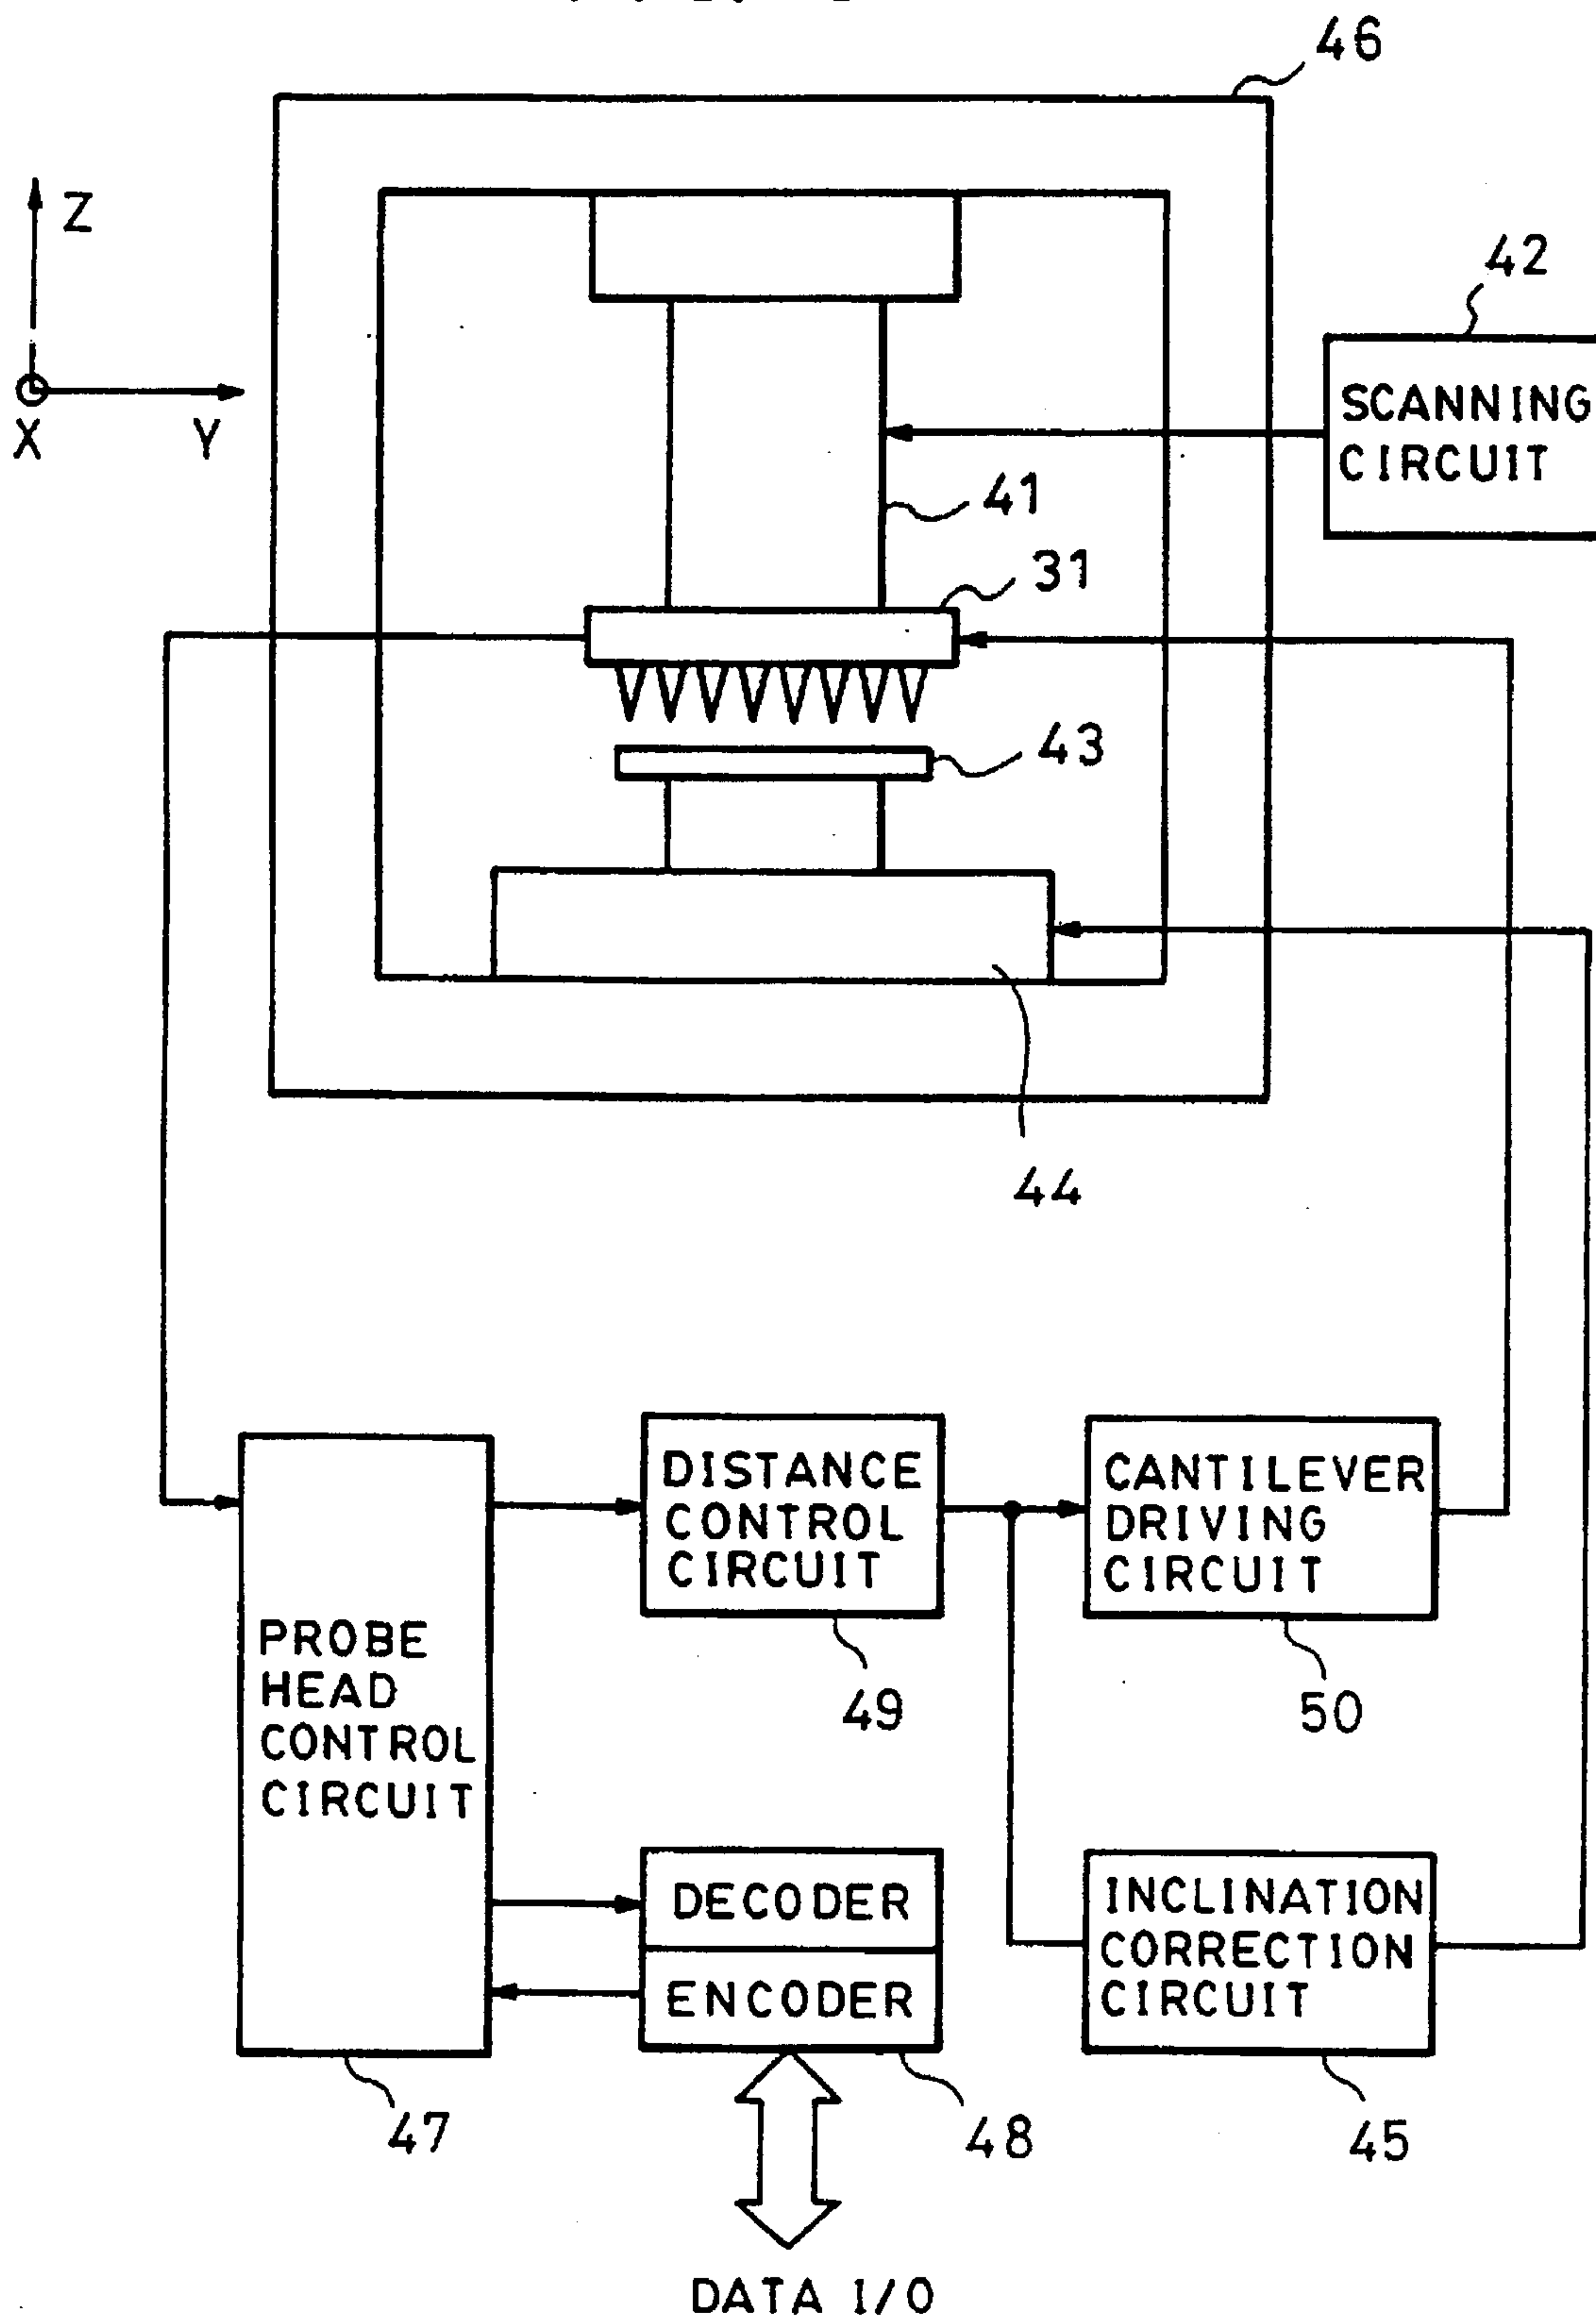 46
Z
42
X
Y
SCANNING
CIRCUIT
41
31
43
44
DISTANCE
CONTROL
CIRCUIT
CANTILEVER
DRIVING
CIRCUIT
49
50
PROBE
HEAD
CONTROL
CIRCUIT
DECODER
ENCODER
INCLINATION
CORRECTION
CIRCUIT
47
48
45
DATA I/O